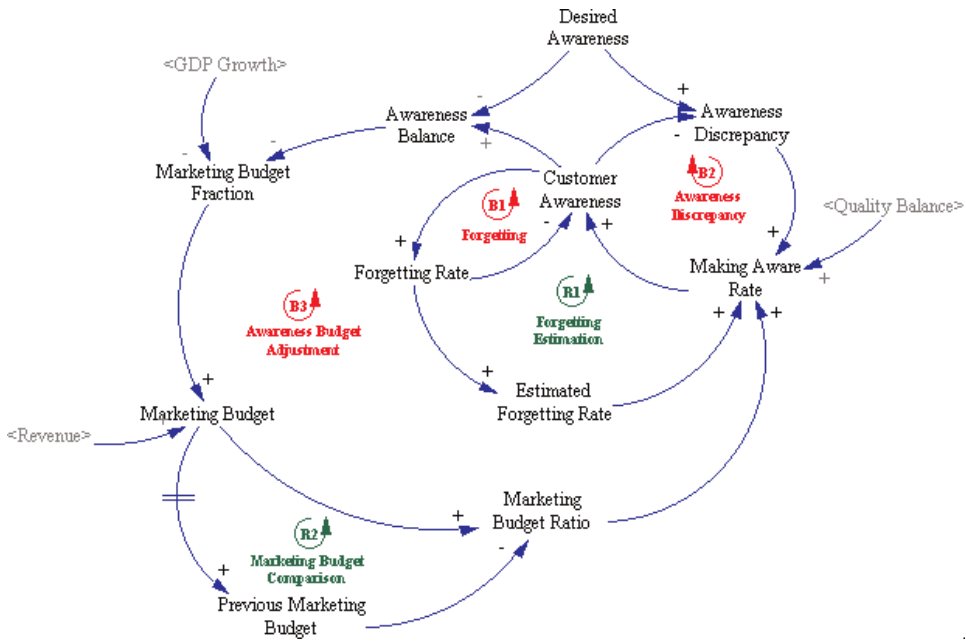 Desired
Awareness
<GDP Growth>
-
+
Awareness
Balance
Awareness
Discrepancy
-
-
+
-
Marketing Budget
Fraction
Customer
Awareness
B1
Forgetting
B2
Awareness
Discrepancy
<Quality Balance>
-
+
+
+
Forgetting Rate
Making Aware
Rate
+
B3
Awareness Budget
Adjustment
R1
Forgetting
Estimation
+
+
+
+
Estimated
Forgetting Rate
Marketing Budget
+
<Revenue>
Marketing
Budget Ratio
+
-
R2
Marketing Budget
Comparison
+
Previous Marketing
Budget